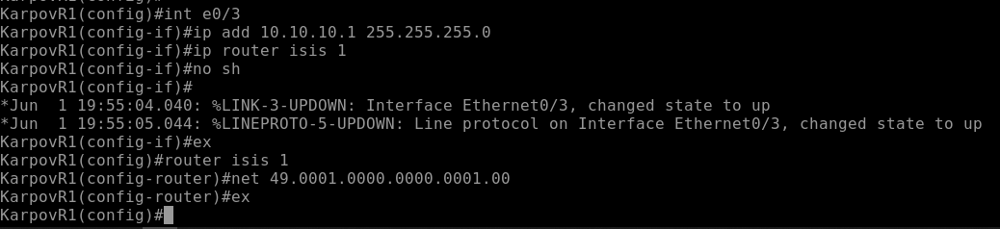 KarpovR1(config)#int e0/3
KarpovR1(config-if)#ip add 10.10.10.1 255.255.255.0
KarpovR1(config-if)#ip router isis 1
KarpovR1(config-if)#no sh
KarpovR1(config-if)#
*Jun  1 19:55:04.040: %LINK-3-UPDOWN: Interface Ethernet0/3, changed state to up
*Jun  1 19:55:05.044: %LINEPROTO-5-UPDOWN: Line protocol on Interface Ethernet0/3, changed state to up
KarpovR1(config-if)#ex
KarpovR1(config)#router isis 1
KarpovR1(config-router)#net 49.0001.0000.0000.0001.00
KarpovR1(config-router)#ex
KarpovR1(config)#